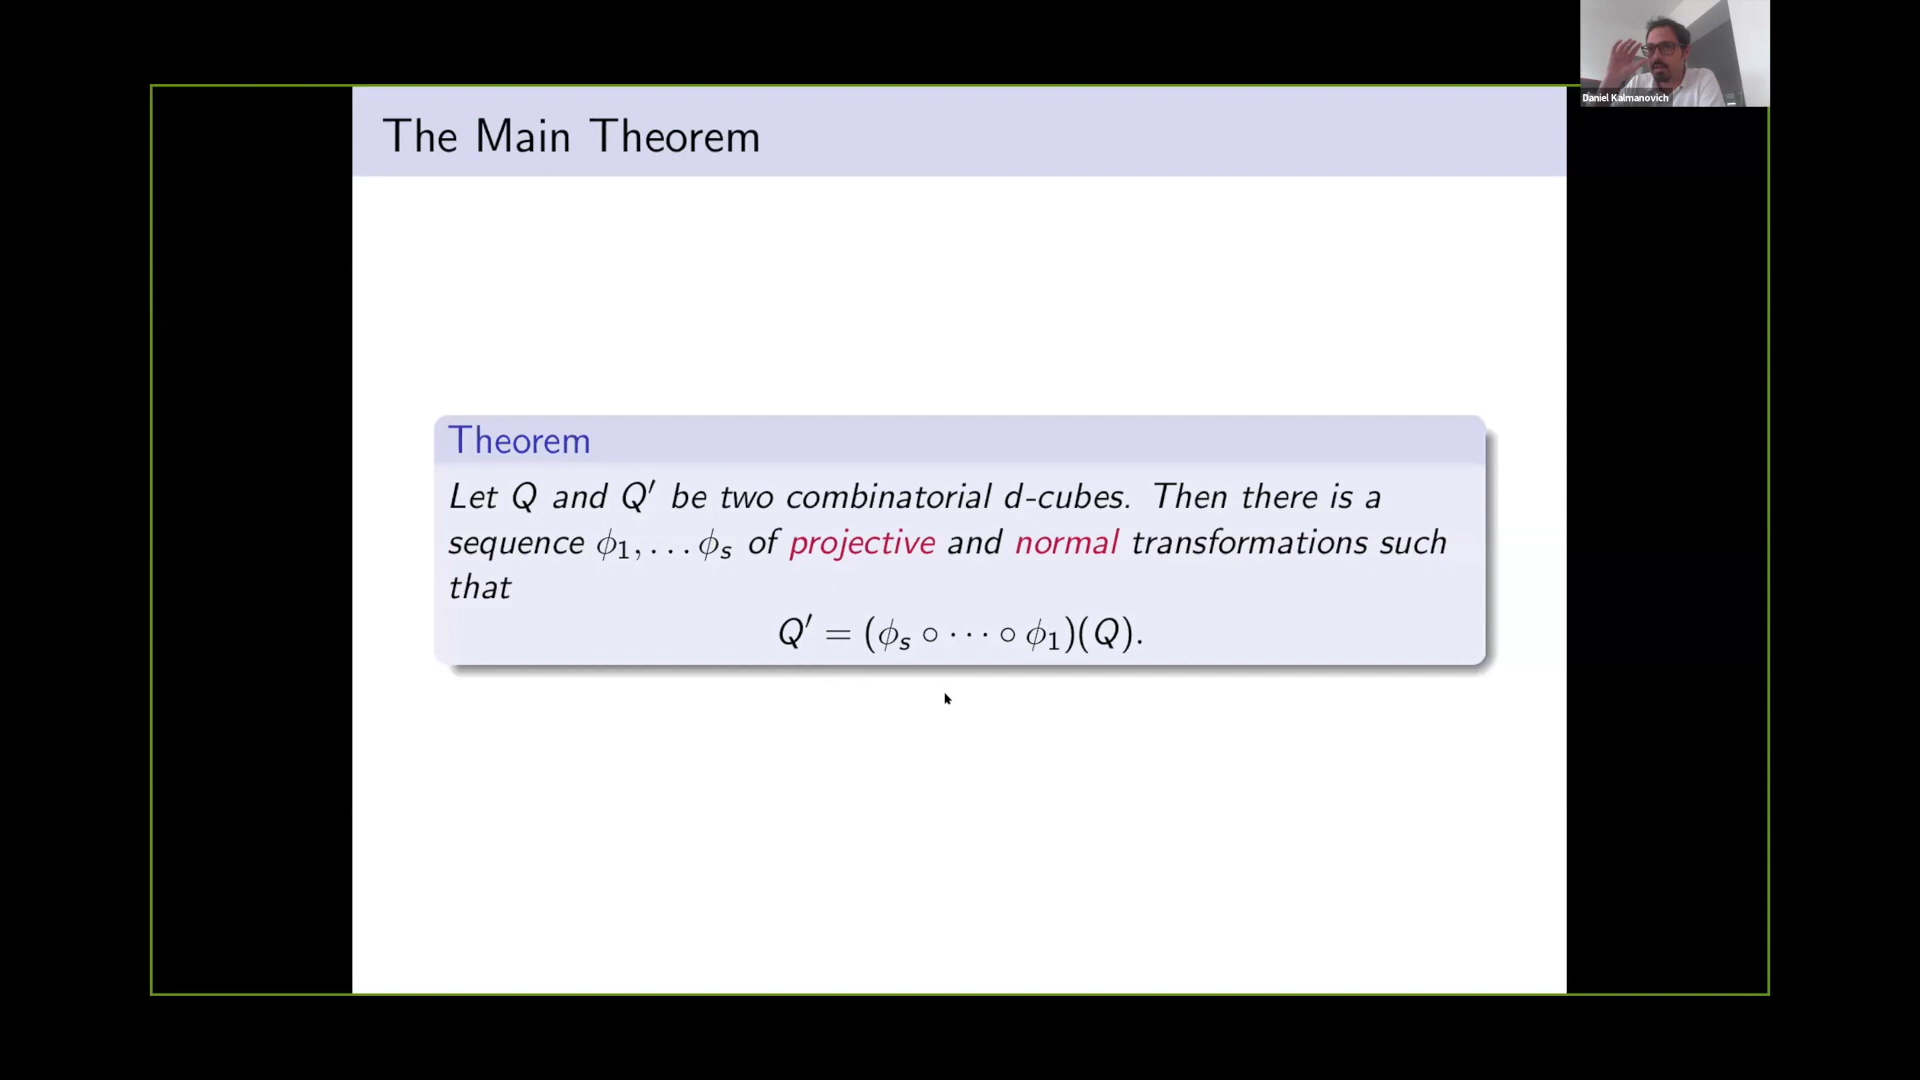 Daniel Kalmanovich
The Main Theorem
Theorem
Let Q and Q′ be two combinatorial d-cubes. Then there is a
sequence ϕ₁, … ϕₛ of projective and normal transformations such
that
Q′ = (ϕₛ ∘ ⋯ ∘ ϕ₁)(Q).